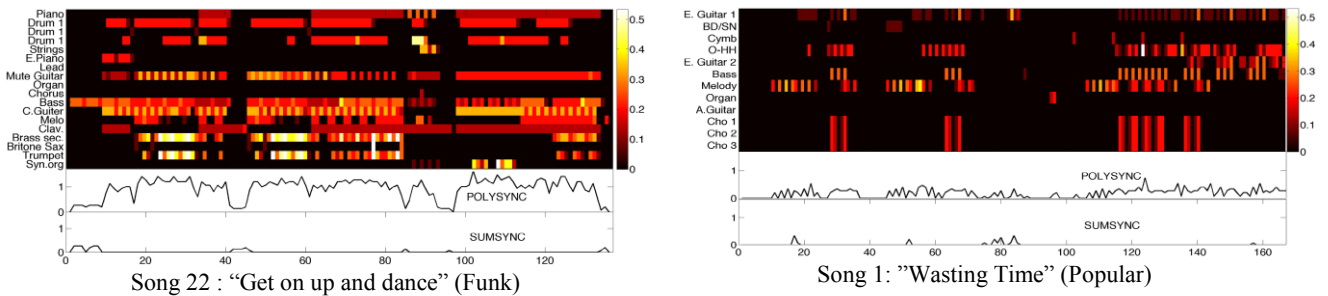 Piano
Drum 1
Drum 1
Drum 1
Strings
E.Piano
Lead
Mute Guitar
Organ
Chorus
Bass
C.Guiter
Melo
Clav.
Brass sec.
Britone Sax
Trumpet
Syn.org
0.5
0.4
0.3
0.2
0.1
0
1
0
POLYSYNC
1
0
SUMSYNC
0 20 40 60 80 100 120
Song 22 : “Get on up and dance” (Funk)
E. Guitar 1
BD/SN
Cymb
O-HH
E. Guitar 2
Bass
Melody
Organ
A.Guitar
Cho 1
Cho 2
Cho 3
0.5
0.4
0.3
0.2
0.1
0
1
0
POLYSYNC
1
0
SUMSYNC
0 20 40 60 80 100 120 140 160
Song 1: ”Wasting Time” (Popular)